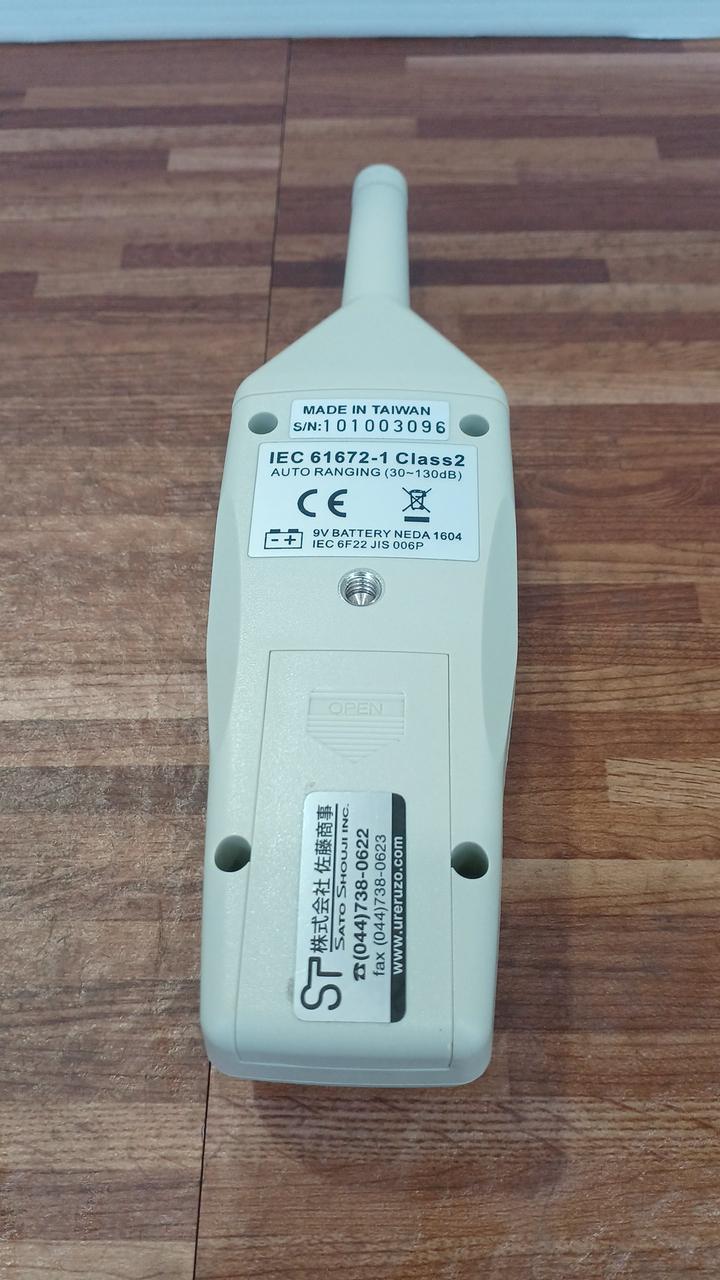 MADE IN TAIWAN
S/N:101003096
IEC 61672-1 Class2
AUTO RANGING (30~130dB)
CE
9V BATTERY NEDA 1604
IEC 6F22 JIS 006P
OPEN
ST 株式会社 佐藤商事
SATO SHOUJI INC.
☎(044)738-0622
fax (044)738-0623
www.ureruzo.com